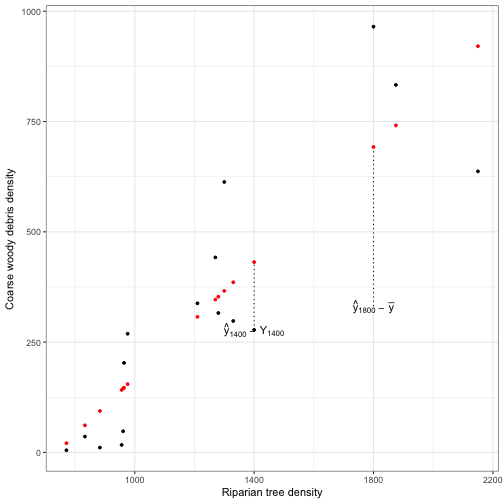 1000
750
500
250
0
Coarse woody debris density
ŷ₁₈₀₀ − y̅
ŷ₁₄₀₀ − Y₁₄₀₀
1000 1400 1800 2200
Riparian tree density